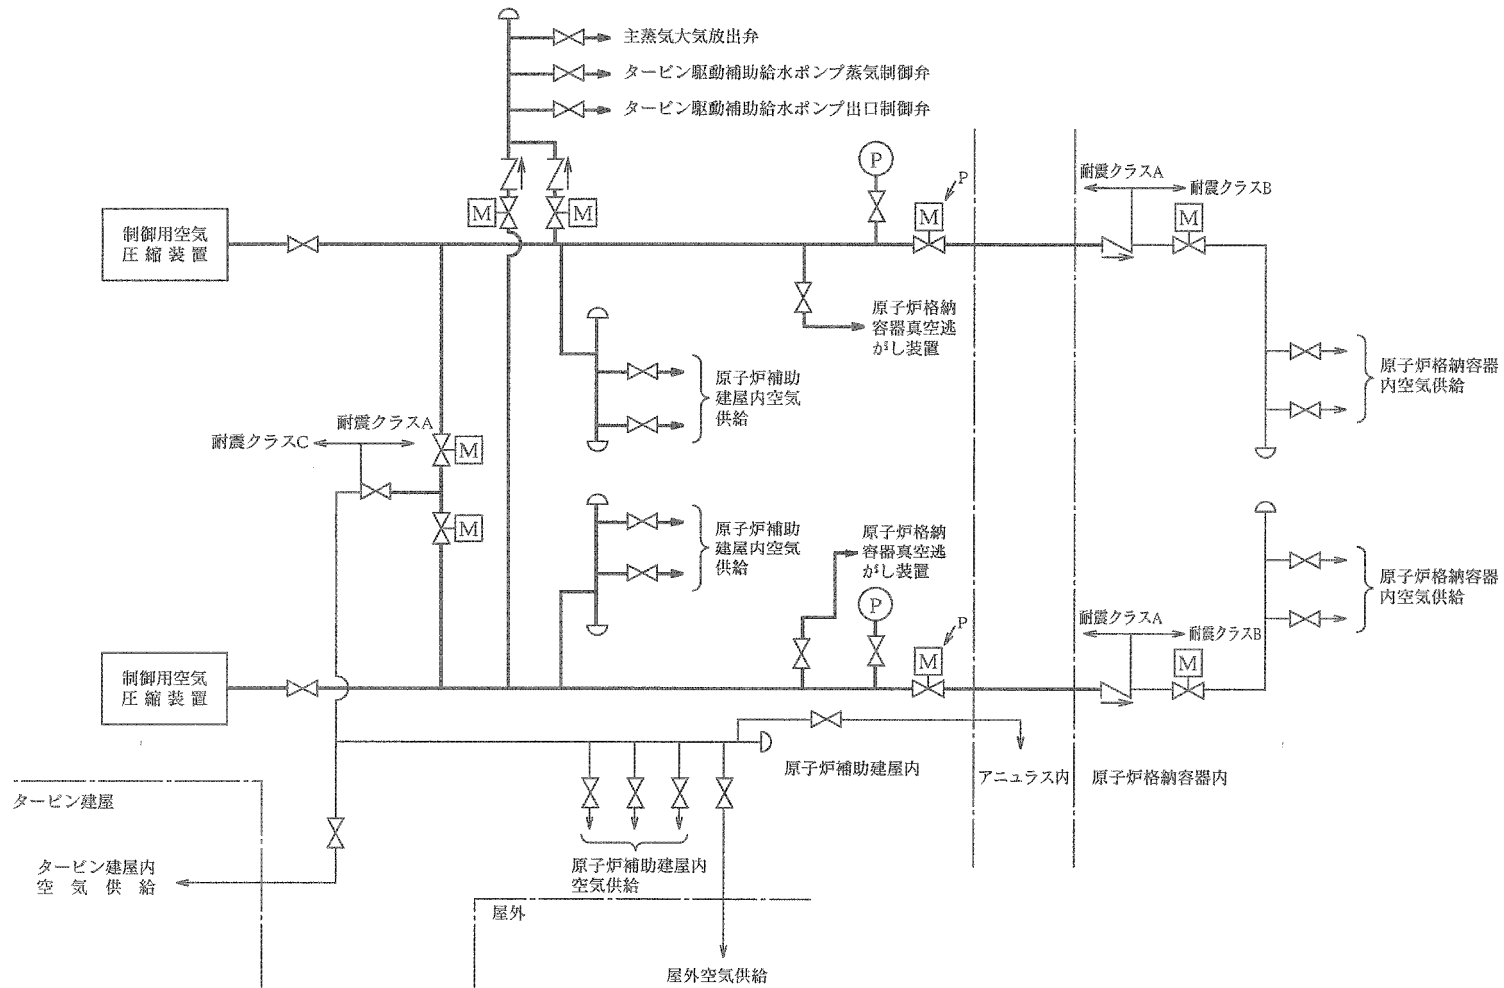 主蒸気大気放出弁
タービン駆動補助給水ポンプ蒸気制御弁
タービン駆動補助給水ポンプ出口制御弁
P
P
耐震クラスA
耐震クラスB
M
M
M
M
制御用空気
圧縮装置
原子炉格納
容器真空逃
がし装置
原子炉補助
建屋内空気
供給
原子炉格納容器
内空気供給
耐震クラスA
耐震クラスC
M
M
原子炉補助
建屋内空気
供給
原子炉格納
容器真空逃
がし装置
原子炉格納容器
内空気供給
P
P
耐震クラスA
耐震クラスB
M
M
制御用空気
圧縮装置
原子炉補助建屋内
アニュラス内
原子炉格納容器内
タービン建屋
タービン建屋内
空気供給
原子炉補助建屋内
空気供給
屋外
屋外空気供給